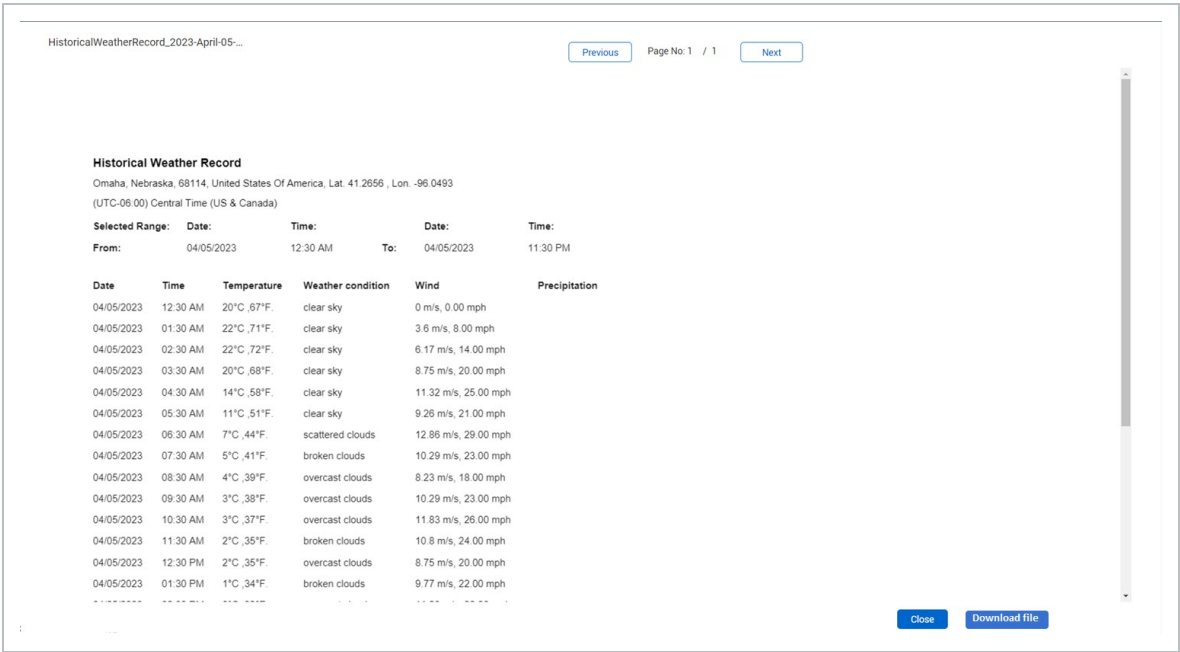 HistoricalWeatherRecord_2023-April-05-...
Previous Page No: 1 / 1 Next
Historical Weather Record
Omaha, Nebraska, 68114, United States Of America, Lat. 41.2656 , Lon. -96.0493
(UTC-06:00) Central Time (US & Canada)
Selected Range: Date: Time: Date: Time:
From: 04/05/2023 12:30 AM To: 04/05/2023 11:30 PM
Date Time Temperature Weather condition Wind Precipitation
04/05/2023 12:30 AM 20°C ,67°F. clear sky 0 m/s, 0.00 mph
04/05/2023 01:30 AM 22°C ,71°F. clear sky 3.6 m/s, 8.00 mph
04/05/2023 02:30 AM 22°C ,72°F. clear sky 6.17 m/s, 14.00 mph
04/05/2023 03:30 AM 20°C ,68°F. clear sky 8.75 m/s, 20.00 mph
04/05/2023 04:30 AM 14°C ,58°F. clear sky 11.32 m/s, 25.00 mph
04/05/2023 05:30 AM 11°C ,51°F. clear sky 9.26 m/s, 21.00 mph
04/05/2023 06:30 AM 7°C ,44°F. scattered clouds 12.86 m/s, 29.00 mph
04/05/2023 07:30 AM 5°C ,41°F. broken clouds 10.29 m/s, 23.00 mph
04/05/2023 08:30 AM 4°C ,39°F. overcast clouds 8.23 m/s, 18.00 mph
04/05/2023 09:30 AM 3°C ,38°F. overcast clouds 10.29 m/s, 23.00 mph
04/05/2023 10:30 AM 3°C ,37°F. overcast clouds 11.83 m/s, 26.00 mph
04/05/2023 11:30 AM 2°C ,35°F. broken clouds 10.8 m/s, 24.00 mph
04/05/2023 12:30 PM 2°C ,35°F. overcast clouds 8.75 m/s, 20.00 mph
04/05/2023 01:30 PM 1°C ,34°F. broken clouds 9.77 m/s, 22.00 mph
Close Download file